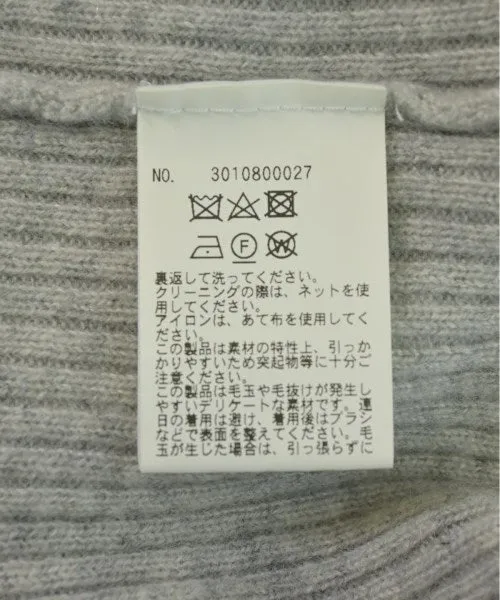 NO. 3010800027
F W
裏返して洗ってください。
クリーニングの際は、ネットを使
用してください。
アイロンは、あて布を使用してく
ださい。
この製品は素材の特性上、引っか
かりやすいため突起物等に十分ご
注意ください。
この製品は毛玉や毛抜けが発生し
やすいデリケートな素材です。連
日の着用は避け、着用後はブラシ
などで表面を整えてください。毛
玉が生じた場合は、引っ張らずに